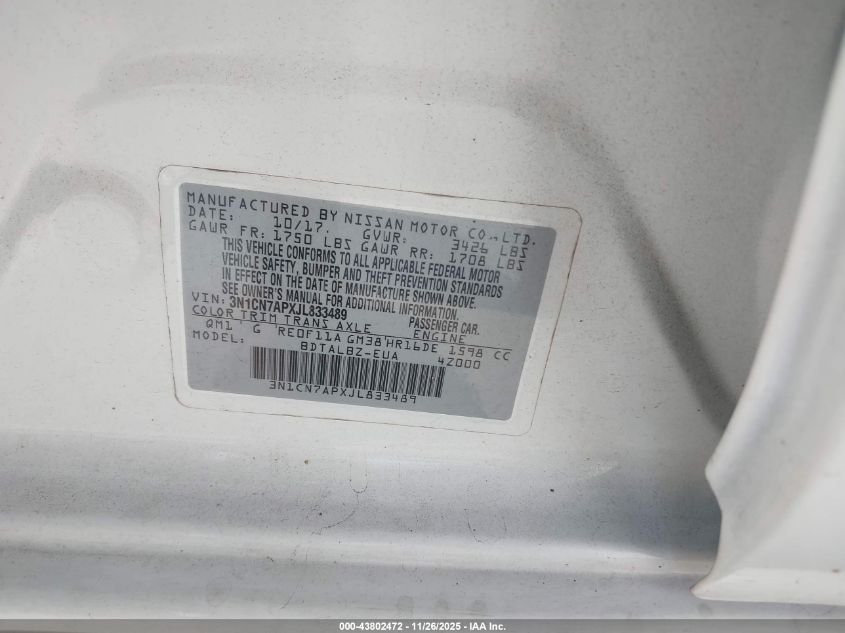 MANUFACTURED BY NISSAN MOTOR CO.,LTD.
DATE: 10/17. GVWR: 3426 LBS
GAWR FR: 1750 LBS GAWR RR: 1708 LBS
THIS VEHICLE CONFORMS TO ALL APPLICABLE FEDERAL MOTOR
VEHICLE SAFETY, BUMPER AND THEFT PREVENTION STANDARDS
IN EFFECT ON THE DATE OF MANUFACTURE SHOWN ABOVE.
SEE OWNER'S MANUAL FOR ADDITIONAL INFORMATION.
VIN: 3N1CN7APXJL833489 PASSENGER CAR.
COLOR TRIM TRANS AXLE ENGINE
QM1 G RE0F11A GM38 HR16DE 1598 CC
MODEL: BDTALBZ-EUA 42000
3N1CN7APXJL833489
000-43802472 - 11/26/2025 - IAA Inc.